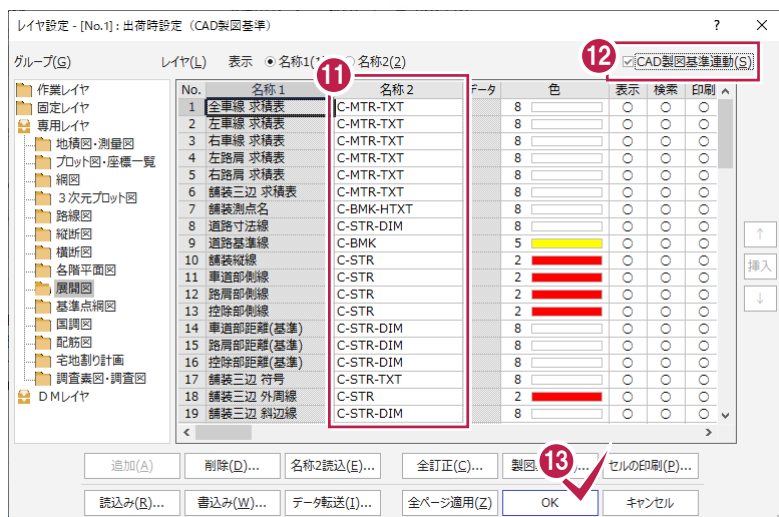 レイヤ設定 - [No.1] : 出荷時設定 (CAD製図基準) ? ×
グループ(G) レイヤ(L) 表示 名称1(1) 名称2(2) 12 CAD製図基準連動(S)
11
作業レイヤ
固定レイヤ
専用レイヤ
地積図・測量図
プロット図・座標一覧
綱図
3次元プロット図
路線図
縦断図
横断図
各階平面図
展開図
基準点綱図
国調図
配筋図
宅地割り計画
調査素図・調査図
DMレイヤ
No. 名称1 名称2 データ 色 表示 検索 印刷
1 全車線 求積表 C-MTR-TXT 8 ○ ○ ○
2 左車線 求積表 C-MTR-TXT 8 ○ ○ ○
3 右車線 求積表 C-MTR-TXT 8 ○ ○ ○
4 左路肩 求積表 C-MTR-TXT 8 ○ ○ ○
5 右路肩 求積表 C-MTR-TXT 8 ○ ○ ○
6 舗装三辺 求積表 C-MTR-TXT 8 ○ ○ ○
7 舗装測点名 C-BMK-HTXT 8 ○ ○ ○
8 道路寸法線 C-STR-DIM 8 ○ ○ ○
9 道路基準線 C-BMK 5 ○ ○ ○
10 舗装縦線 C-STR 2 ○ ○ ○
11 車道部側線 C-STR 2 ○ ○ ○
12 路肩部側線 C-STR 2 ○ ○ ○
13 控除部側線 C-STR 2 ○ ○ ○
14 車道部距離(基準) C-STR-DIM 8 ○ ○ ○
15 路肩部距離(基準) C-STR-DIM 8 ○ ○ ○
16 控除部距離(基準) C-STR-DIM 8 ○ ○ ○
17 舗装三辺 符号 C-STR-TXT 8 ○ ○ ○
18 舗装三辺 外周線 C-STR 2 ○ ○ ○
19 舗装三辺 斜辺線 C-STR-DIM 8 ○ ○ ○
↑
挿入
↓
追加(A) 削除(D)... 名称2読込(E)... 全訂正(C)... 製図 13 )... セルの印刷(P)...
読込み(R)... 書込み(W)... データ転送(I)... 全ページ適用(Z) OK キャンセル